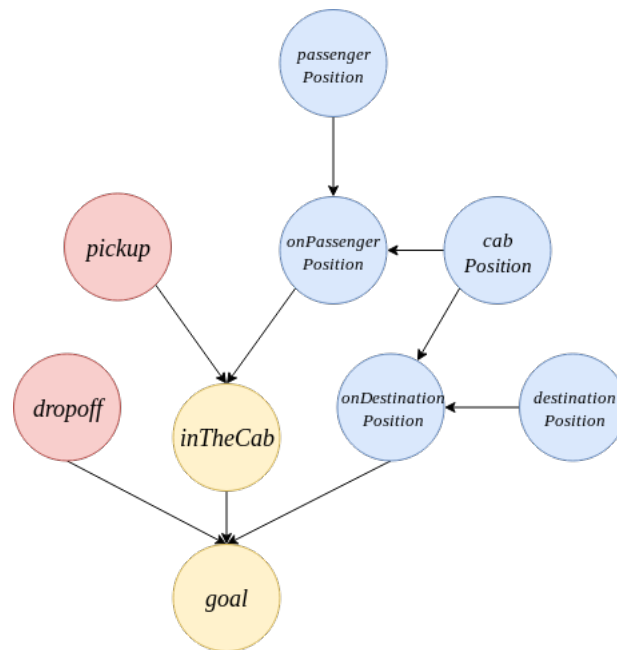 passenger
Position
pickup
onPassenger
Position
cab
Position
dropoff
inTheCab
onDestination
Position
destination
Position
goal